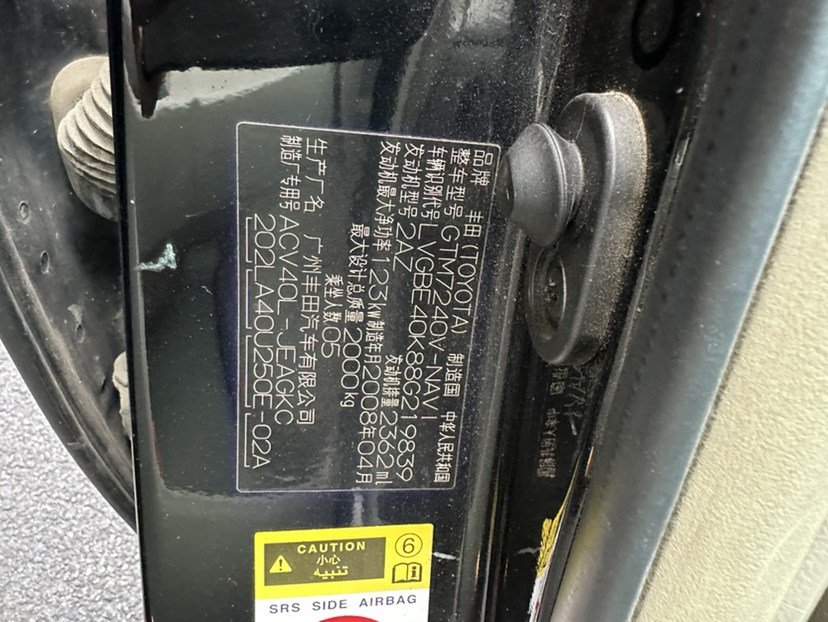 品牌 丰田(TOYOTA) 制造国 中华人民共和国
整车型号 GTM7240V-NAVI
车辆识别代号 LVGBE40K88G219839
发动机型号 2AZ 发动机排量 2362ml
发动机最大净功率 123kw 制造年月 2008年04月
最大设计总质量 2000kg
乘坐人数 05
生产厂名 广州丰田汽车有限公司
制造厂专用号 ACV40L-JEAGKC
202LA40U250E-02A
CAUTION
小心
تنبيه
6
SRS SIDE AIRBAG